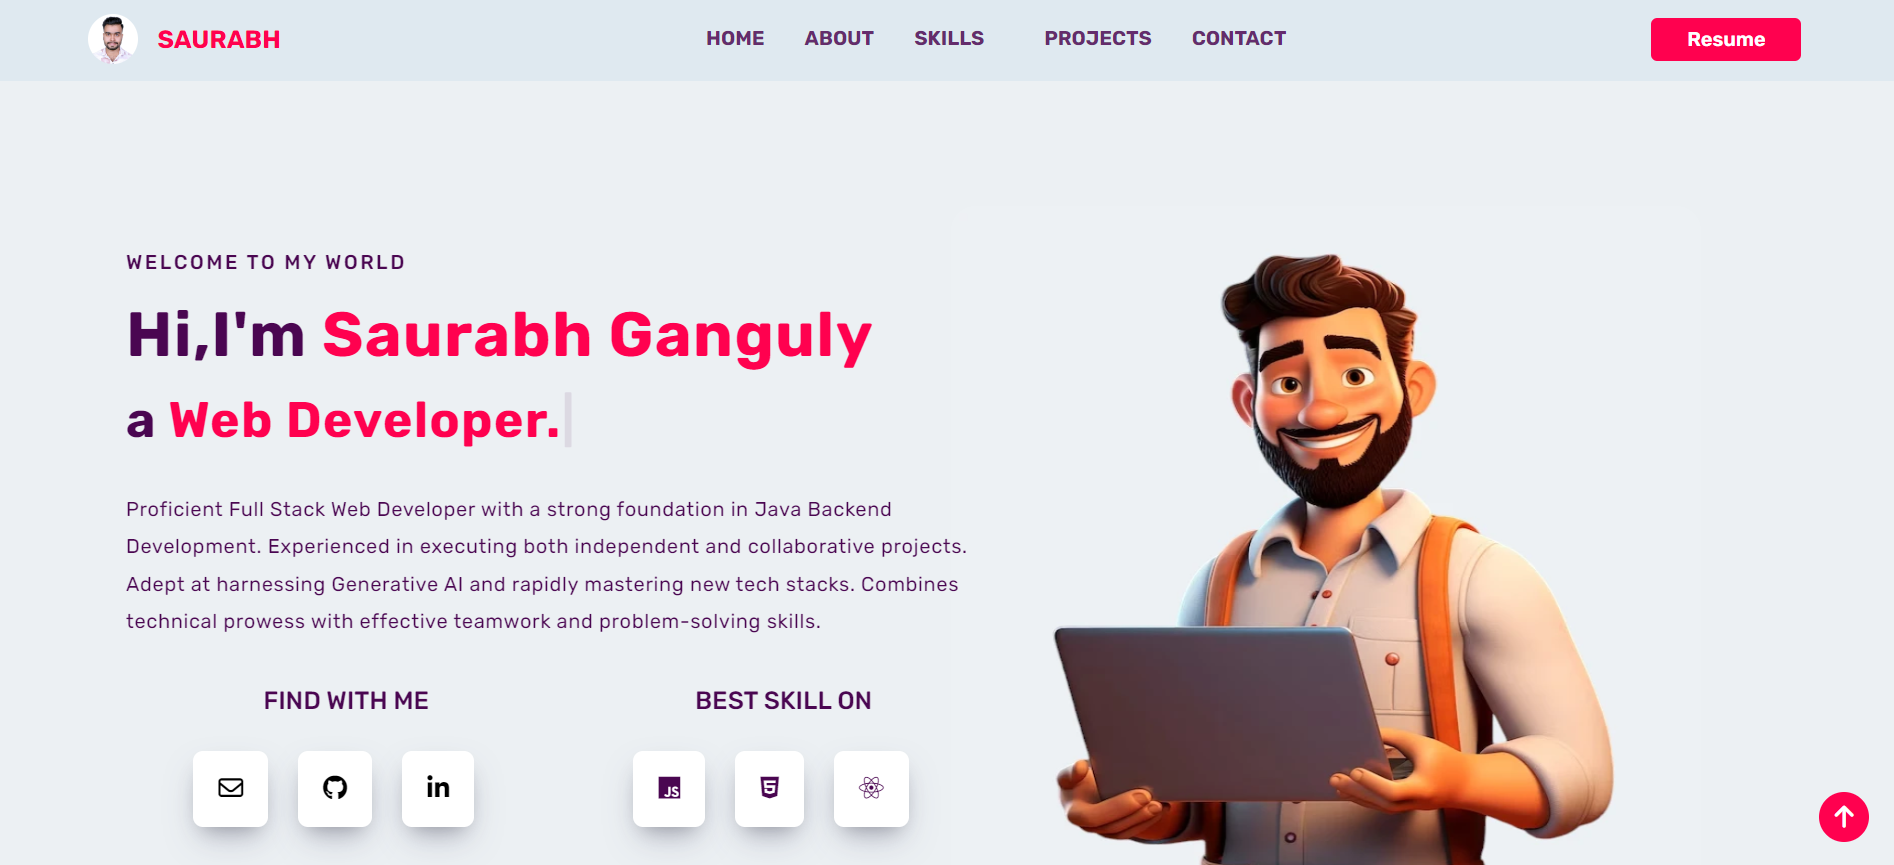 SAURABH
HOME ABOUT SKILLS PROJECTS CONTACT
Resume
WELCOME TO MY WORLD
Hi,I'm Saurabh Ganguly
a Web Developer.
Proficient Full Stack Web Developer with a strong foundation in Java Backend
Development. Experienced in executing both independent and collaborative projects.
Adept at harnessing Generative AI and rapidly mastering new tech stacks. Combines
technical prowess with effective teamwork and problem-solving skills.
FIND WITH ME
BEST SKILL ON
in
JS
5